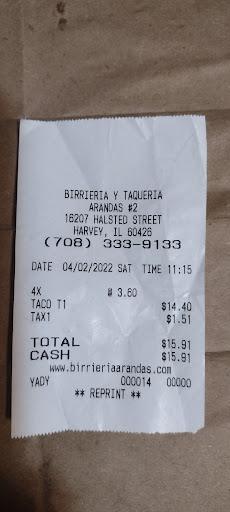 BIRRIERIA Y TAQUERIA
ARANDAS #2
16207 HALSTED STREET
HARVEY, IL 60426
(708) 333-9133
DATE 04/02/2022 SAT TIME 11:15
4X @ 3.60
TACO T1 $14.40
TAX1 $1.51
TOTAL $15.91
CASH $15.91
www.birrieriaarandas.com
YADY 000014 00000
** REPRINT **